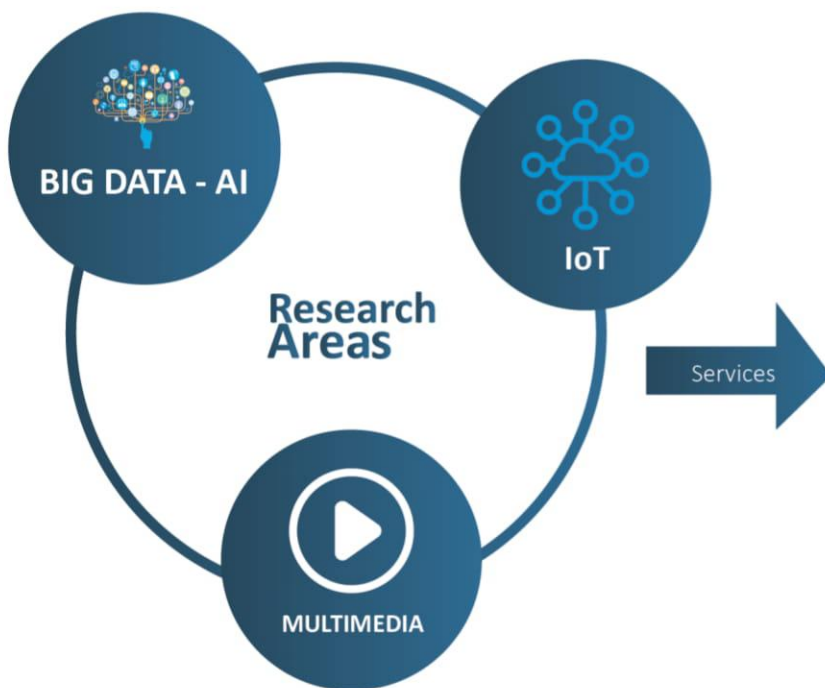 BIG DATA - AI
IoT
Research
Areas
Services
MULTIMEDIA